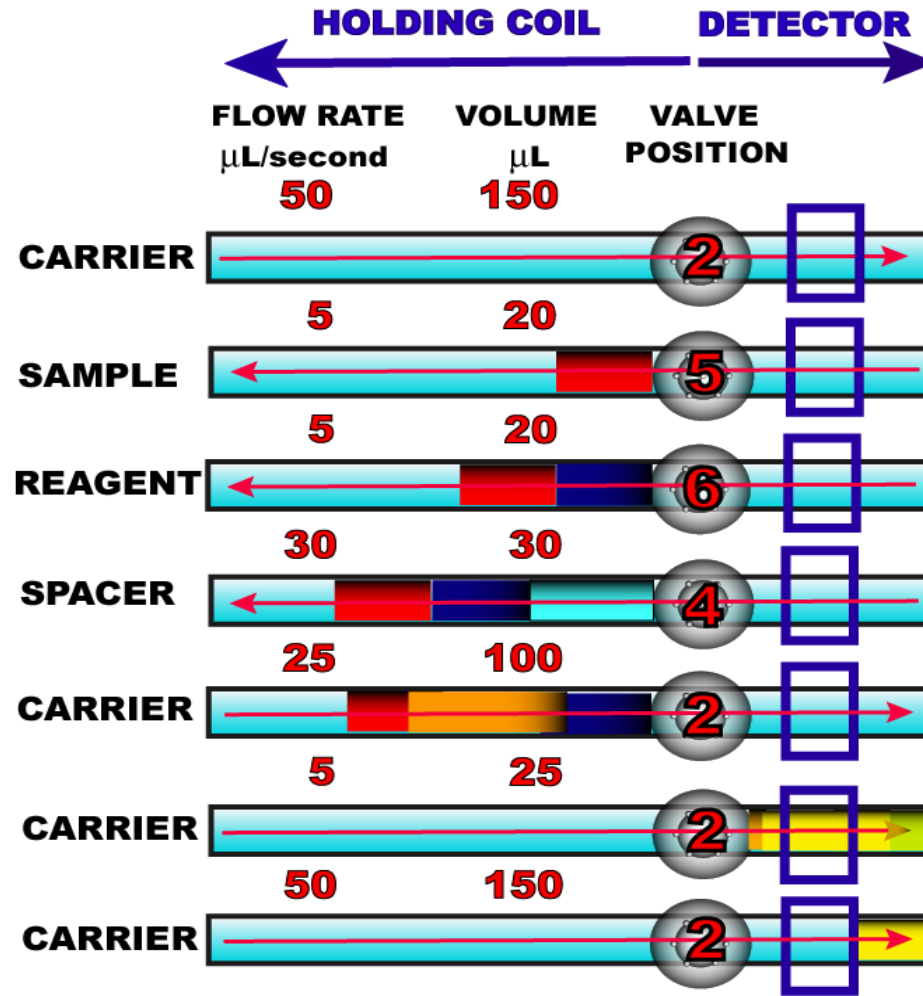 HOLDING COIL DETECTOR
FLOW RATE VOLUME VALVE
µL/second µL POSITION
50 150
CARRIER 2
5 20
SAMPLE 5
5 20
REAGENT 6
30 30
SPACER 4
25 100
CARRIER 2
5 25
CARRIER 2
50 150
CARRIER 2